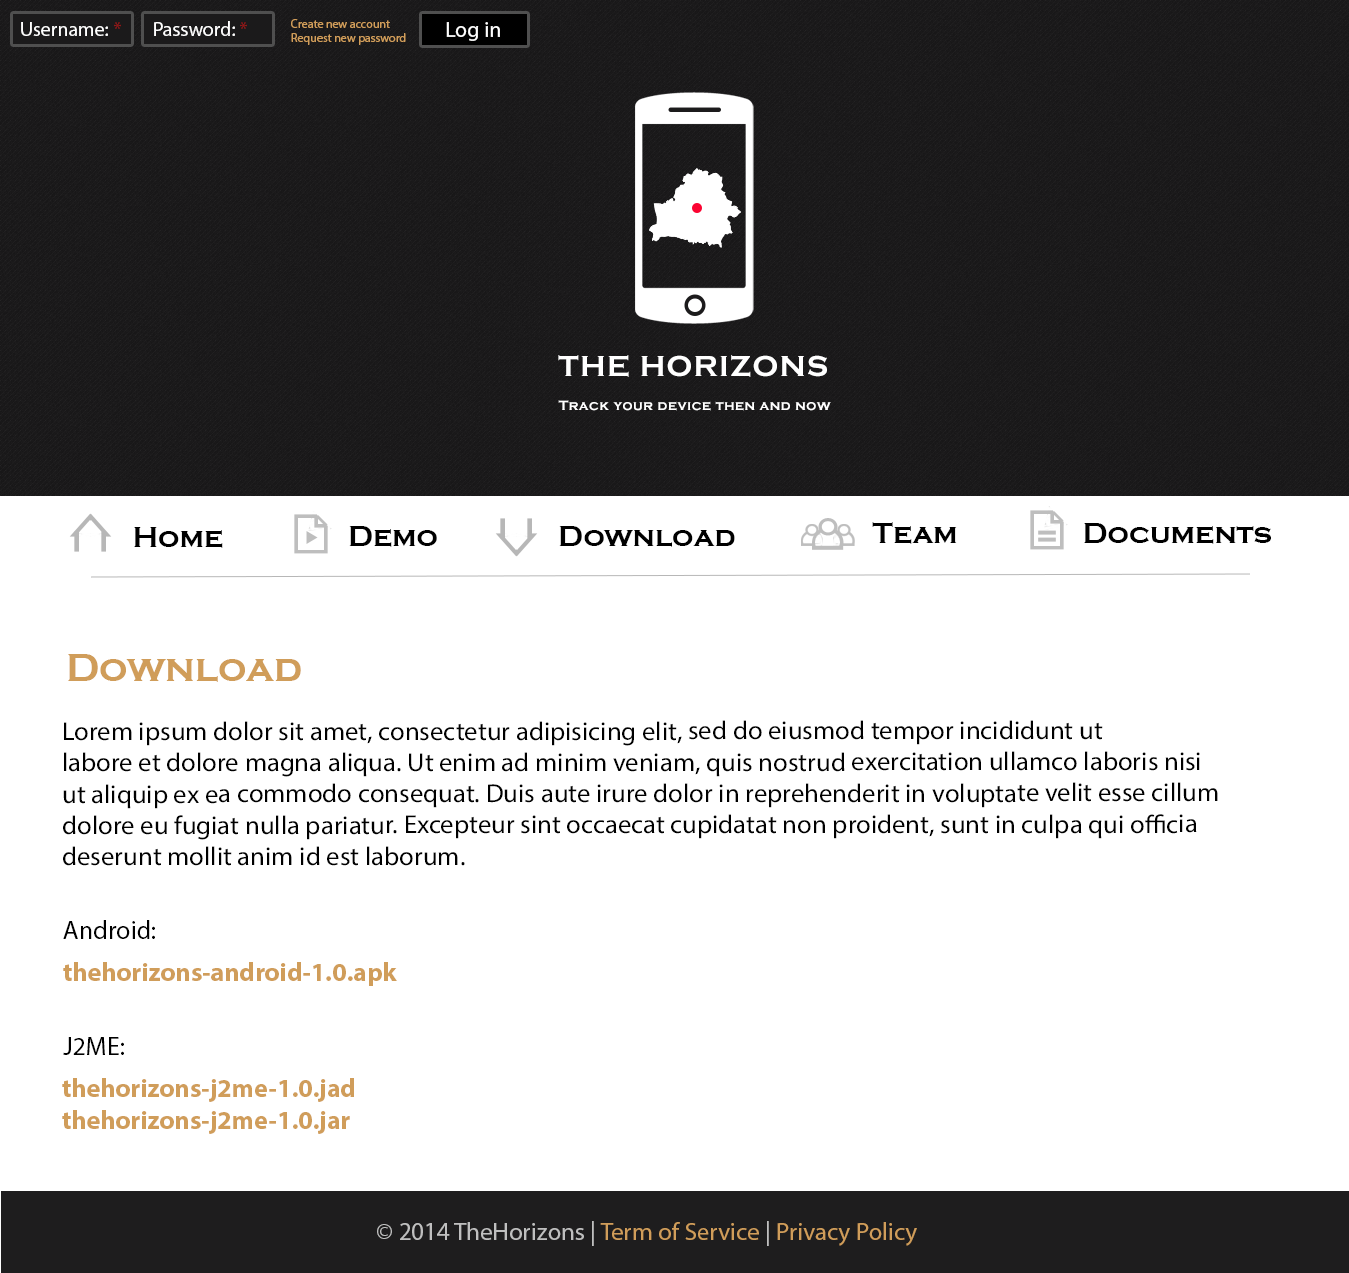 Username: *
Password: *
Create new account
Request new password
Log in
THE HORIZONS
TRACK YOUR DEVICE THEN AND NOW
HOME
DEMO
DOWNLOAD
TEAM
DOCUMENTS
DOWNLOAD
Lorem ipsum dolor sit amet, consectetur adipisicing elit, sed do eiusmod tempor incididunt ut
labore et dolore magna aliqua. Ut enim ad minim veniam, quis nostrud exercitation ullamco laboris nisi
ut aliquip ex ea commodo consequat. Duis aute irure dolor in reprehenderit in voluptate velit esse cillum
dolore eu fugiat nulla pariatur. Excepteur sint occaecat cupidatat non proident, sunt in culpa qui officia
deserunt mollit anim id est laborum.
Android:
thehorizons-android-1.0.apk
J2ME:
thehorizons-j2me-1.0.jad
thehorizons-j2me-1.0.jar
© 2014 TheHorizons | Term of Service | Privacy Policy